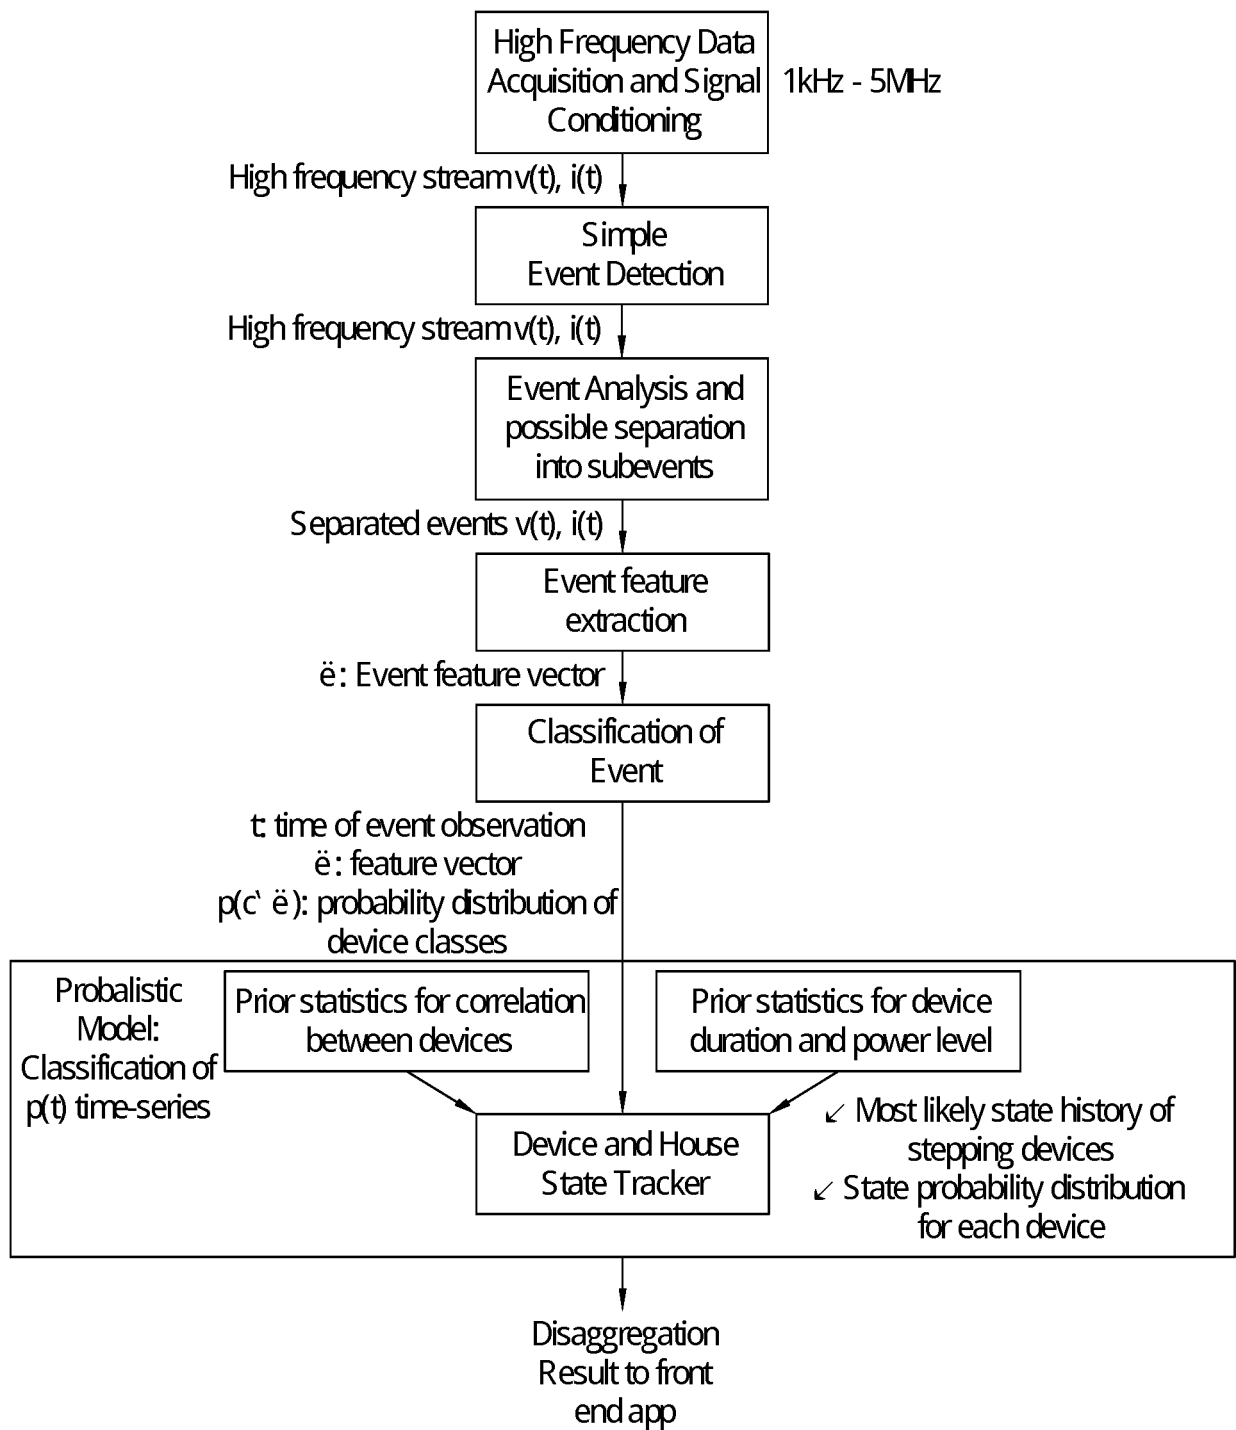 High Frequency Data
Acquisition and Signal
Conditioning
1kHz - 5MHz
High frequency stream v(t), i(t)
Simple
Event Detection
High frequency stream v(t), i(t)
Event Analysis and
possible separation
into subevents
Separated events v(t), i(t)
Event feature
extraction
ë: Event feature vector
Classification of
Event
t: time of event observation
ë: feature vector
p(c‵ ë): probability distribution of
device classes
Probalistic
Model:
Classification of
p(t) time-series
Prior statistics for correlation
between devices
Prior statistics for device
duration and power level
Device and House
State Tracker
↙ Most likely state history of
stepping devices
↙ State probability distribution
for each device
Disaggregation
Result to front
end app